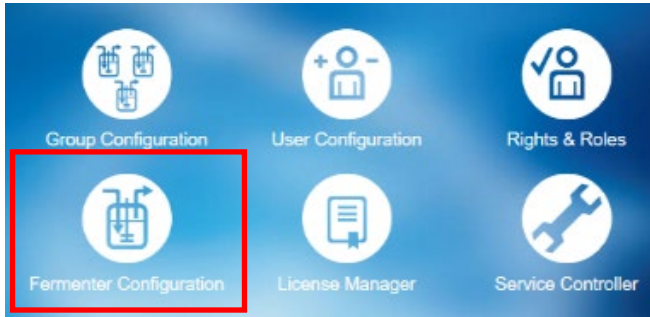 Group Configuration
User Configuration
Rights & Roles
Fermenter Configuration
License Manager
Service Controller